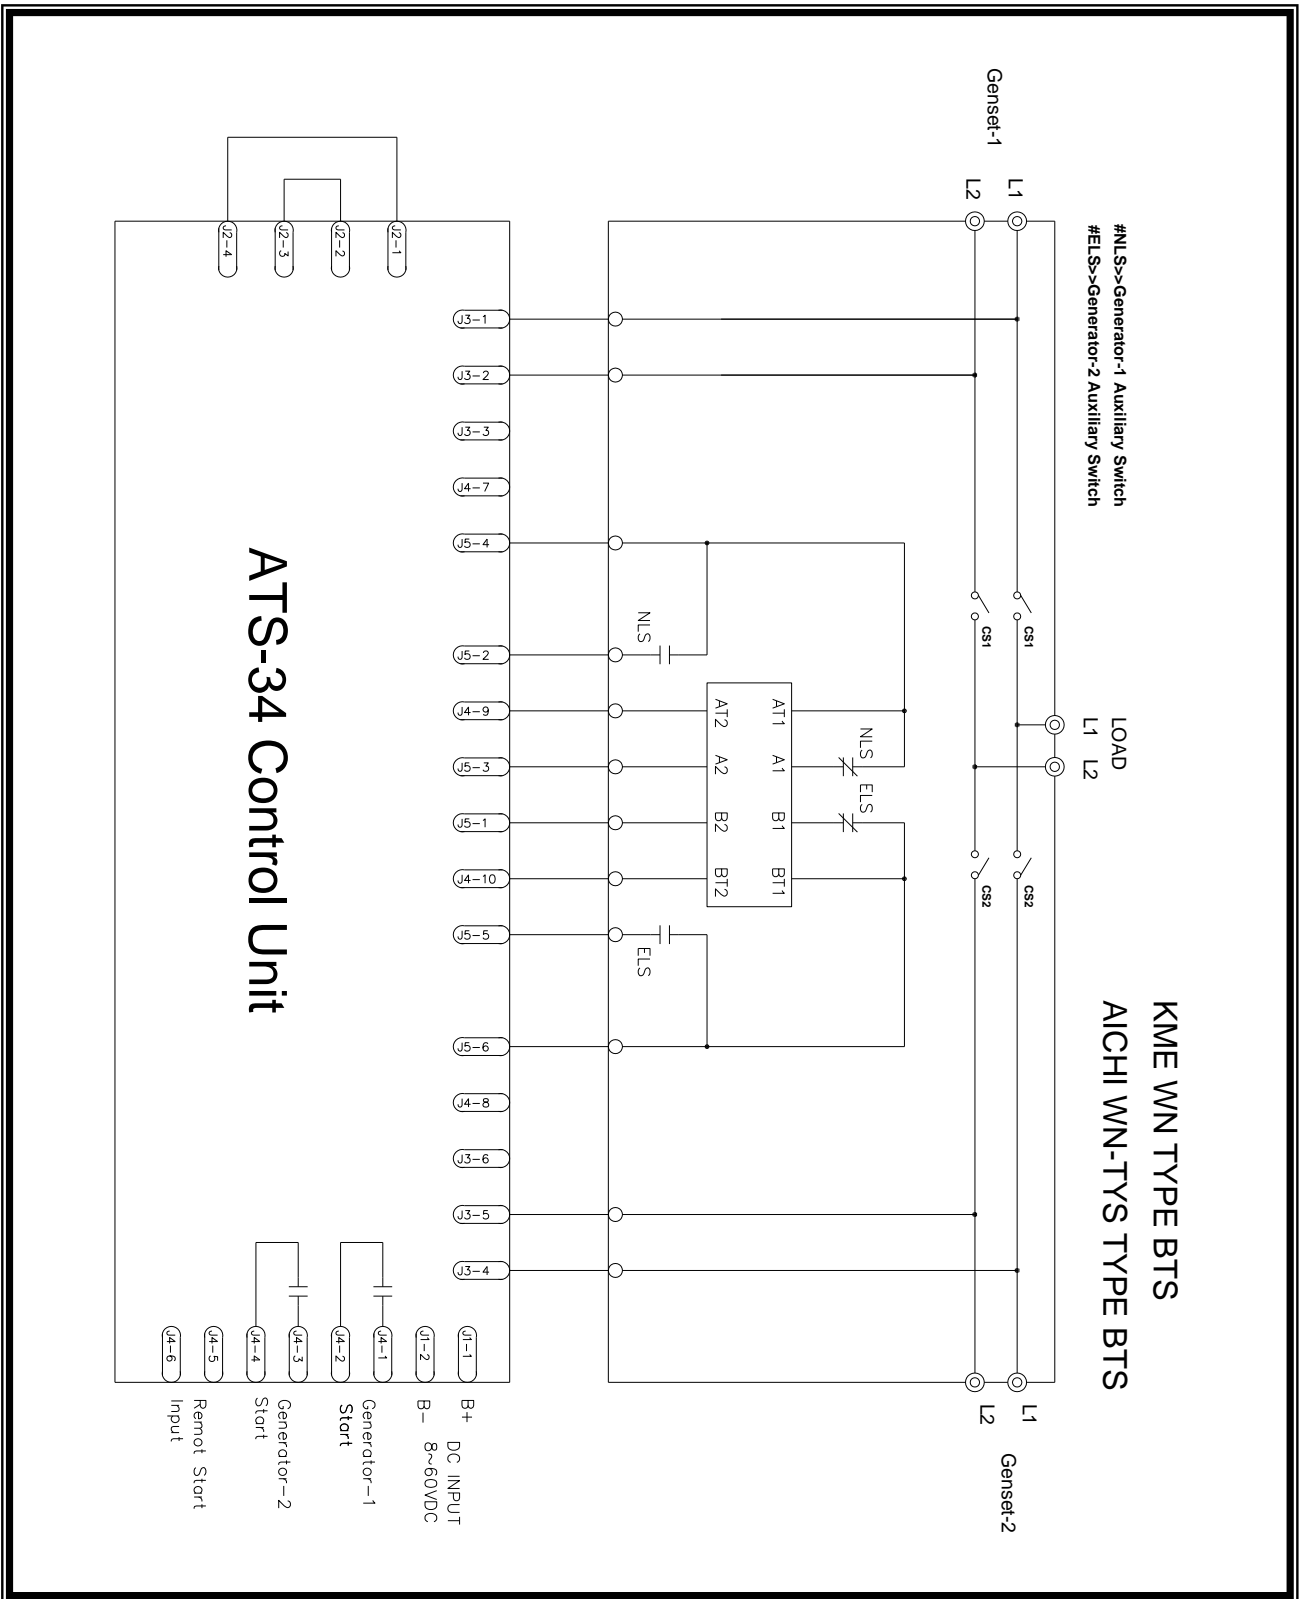 KME WN TYPE BTS
AICHI WN-TYS TYPE BTS
#NLS>>Generator-1 Auxiliary Switch
#ELS>>Generator-2 Auxiliary Switch
LOAD
L1 L2
Genset-1
L1
L2
CS1
CS1
CS2
CS2
L1
L2
Genset-2
NLS
ELS
AT1 A1 B1 BT1
AT2 A2 B2 BT2
NLS
ELS
J3-1
J3-2
J3-3
J4-7
J5-4
J5-2
J4-9
J5-3
J5-1
J4-10
J5-5
J5-6
J4-8
J3-6
J3-5
J3-4
J2-1
J2-2
J2-3
J2-4
ATS-34 Control Unit
J1-1
J1-2
J4-1
J4-2
J4-3
J4-4
J4-5
J4-6
B+ DC INPUT
B- 8~60VDC
Generator-1
Start
Generator-2
Start
Remot Start
Input